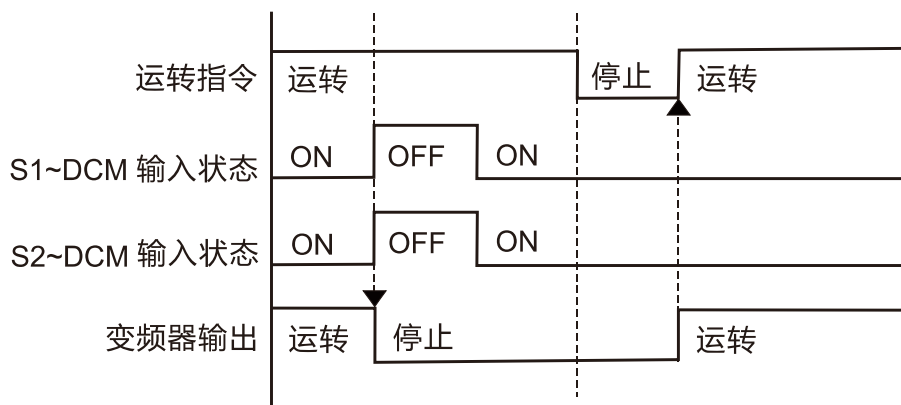 运转指令 运转 停止 运转
S1~DCM 输入状态 ON OFF ON
S2~DCM 输入状态 ON OFF ON
变频器输出 运转 停止 运转